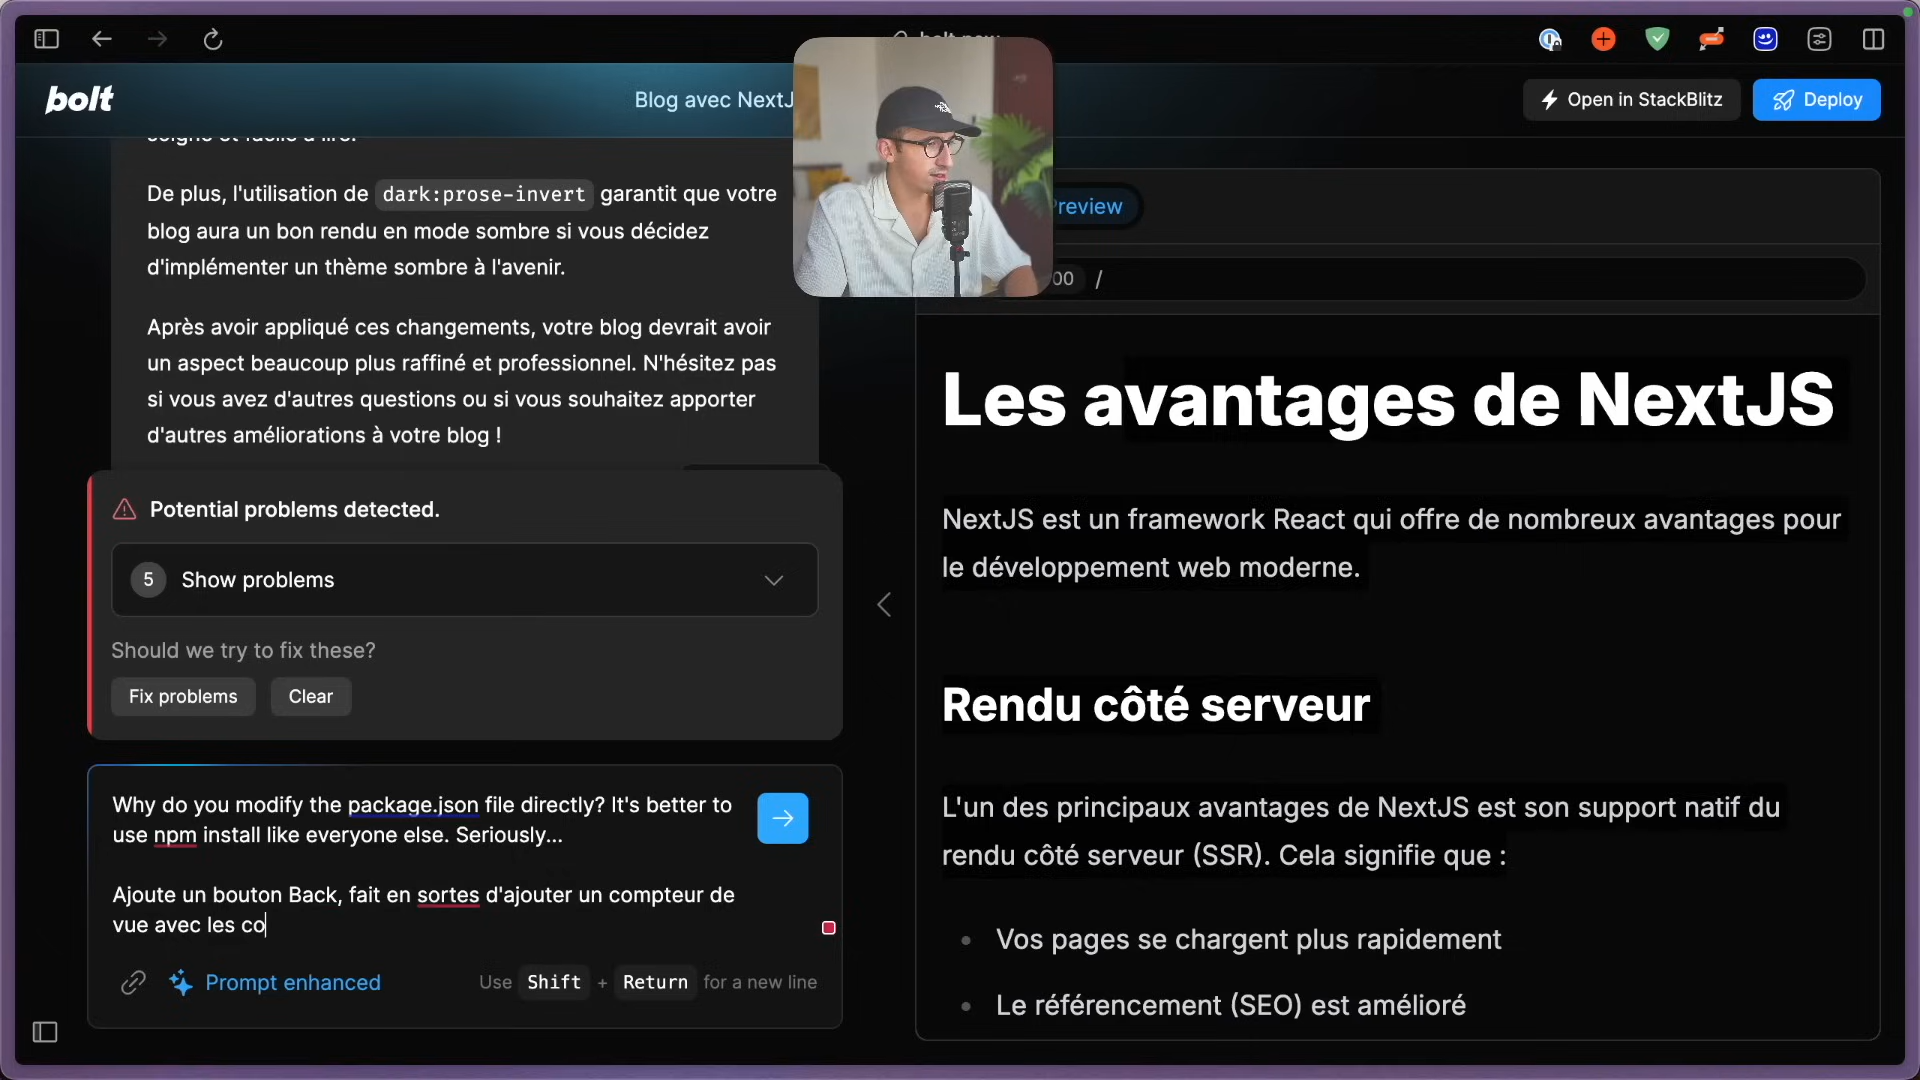 bolt
Blog avec NextJ
Open in StackBlitz
Deploy
De plus, l'utilisation de dark:prose-invert garantit que votre
blog aura un bon rendu en mode sombre si vous décidez
d'implémenter un thème sombre à l'avenir.
Après avoir appliqué ces changements, votre blog devrait avoir
un aspect beaucoup plus raffiné et professionnel. N'hésitez pas
si vous avez d'autres questions ou si vous souhaitez apporter
d'autres améliorations à votre blog !
Potential problems detected.
5 Show problems
Should we try to fix these?
Fix problems Clear
Why do you modify the package.json file directly? It's better to
use npm install like everyone else. Seriously...
Ajoute un bouton Back, fait en sortes d'ajouter un compteur de
vue avec les co
Prompt enhanced
Use Shift + Return for a new line
review
00 /
Les avantages de NextJS
NextJS est un framework React qui offre de nombreux avantages pour
le développement web moderne.
Rendu côté serveur
L'un des principaux avantages de NextJS est son support natif du
rendu côté serveur (SSR). Cela signifie que :
• Vos pages se chargent plus rapidement
• Le référencement (SEO) est amélioré